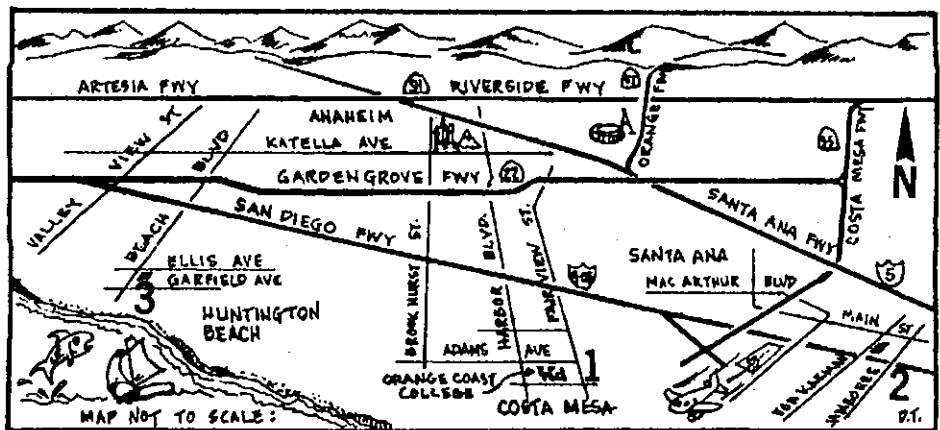 ARTESIA FWY
91
RIVERSIDE FWY
ORANGE FWY
ANAHEIM
KATELLA AVE
55
COSTA MESA FWY
N
VALLEY VIEW ST
BEACH BLVD
GARDEN GROVE FWY
22
SAN DIEGO FWY
BROOKHURST ST.
HARBOR BLVD.
FAIRVIEW ST.
SANTA ANA FWY
5
ELLIS AVE
GARFIELD AVE
3
HUNTINGTON
BEACH
SANTA ANA
MAC ARTHUR BLVD
MAIN ST
ADAMS AVE
1
ORANGE COAST
COLLEGE
COSTA MESA
JAMBOREE
2
MAP NOT TO SCALE:
D.T.